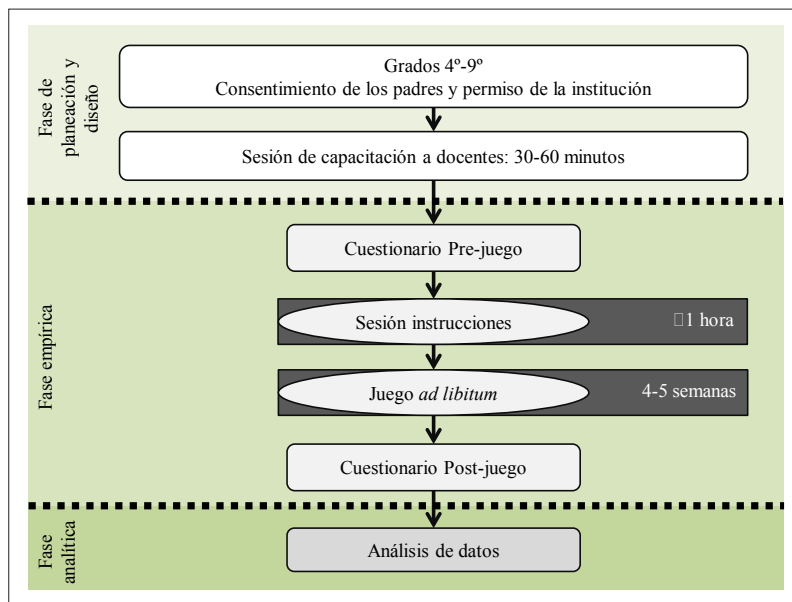 Fase de
planeación y
diseño
Grados 4º-9º
Consentimiento de los padres y permiso de la institución
Sesión de capacitación a docentes: 30-60 minutos
Fase empírica
Cuestionario Pre-juego
Sesión instrucciones
□1 hora
Juego ad libitum
4-5 semanas
Cuestionario Post-juego
Fase
analítica
Análisis de datos